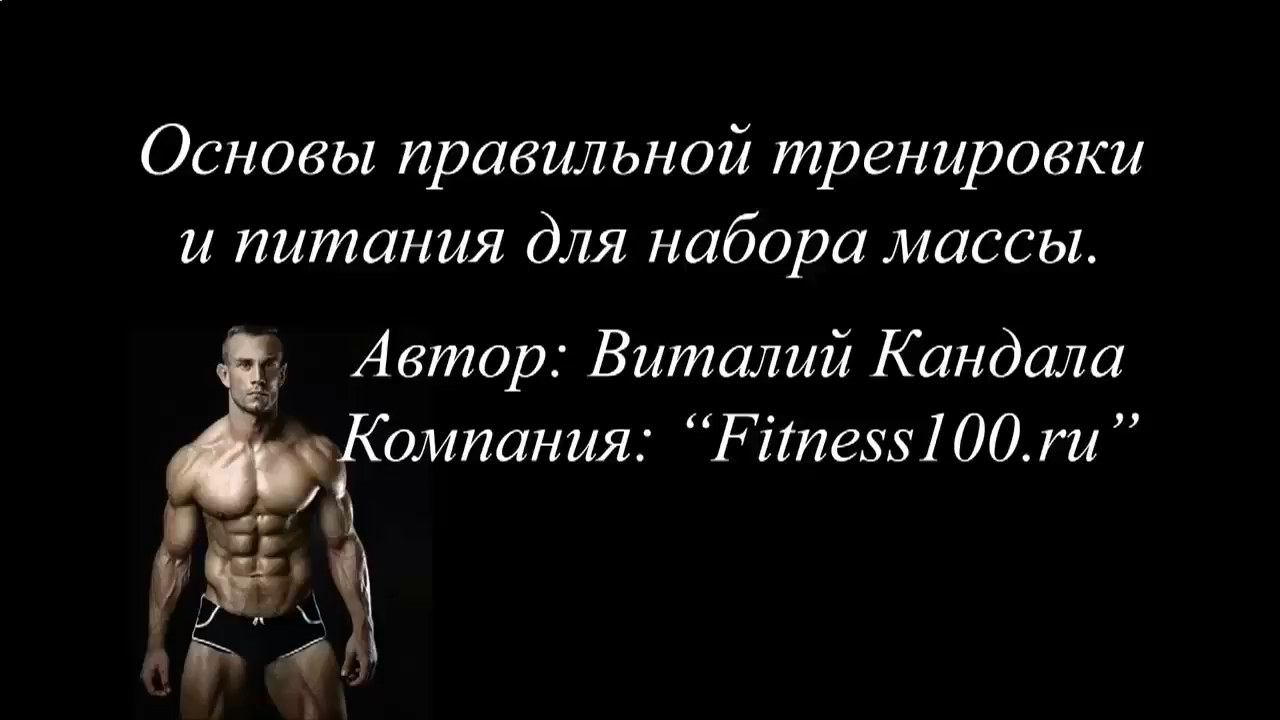 Основы правильной тренировки
и питания для набора массы.
Автор: Виталий Кандала
Компания: “Fitness100.ru”